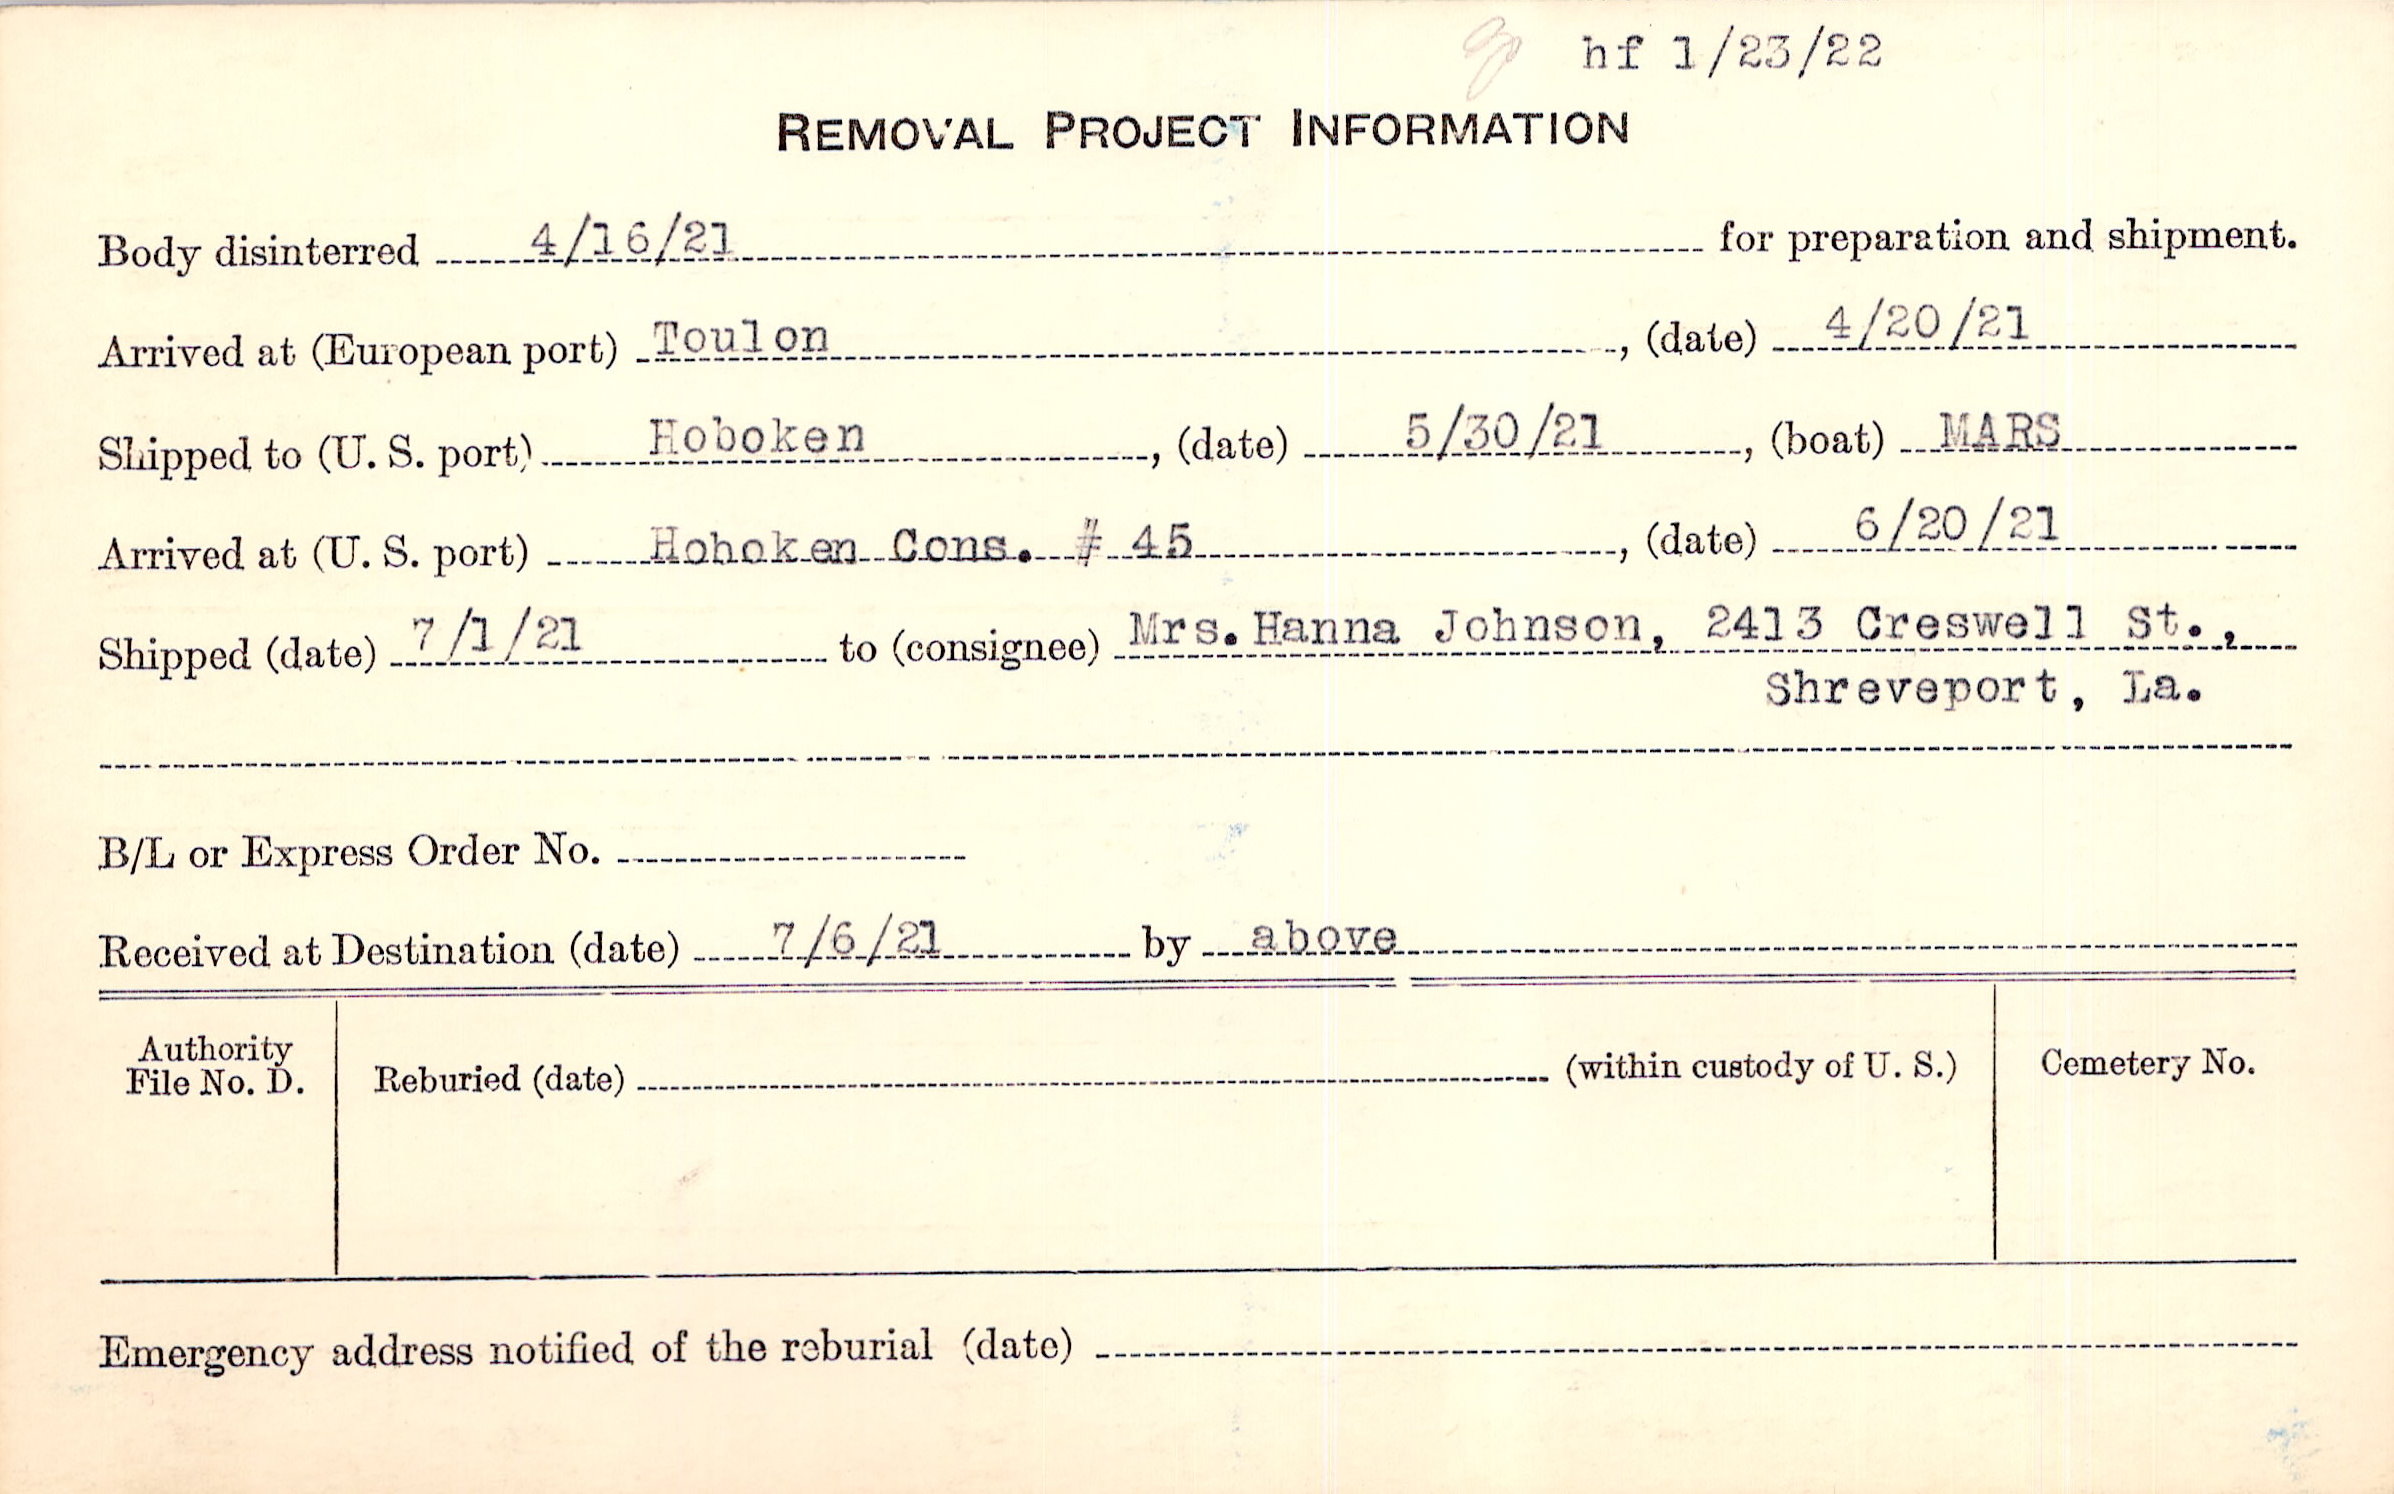 hf 1/23/22
REMOVAL PROJECT INFORMATION
Body disinterred 4/16/21 for preparation and shipment.
Arrived at (European port) Toulon, (date) 4/20/21
Shipped to (U. S. port) Hoboken, (date) 5/30/21, (boat) MARS
Arrived at (U. S. port) Hoboken Cons. # 45, (date) 6/20/21
Shipped (date) 7/1/21 to (consignee) Mrs. Hanna Johnson, 2413 Creswell St.,
Shreveport, La.
B/L or Express Order No.
Received at Destination (date) 7/6/21 by above
Authority
File No. D.
Reburied (date) (within custody of U. S.)
Cemetery No.
Emergency address notified of the reburial (date)